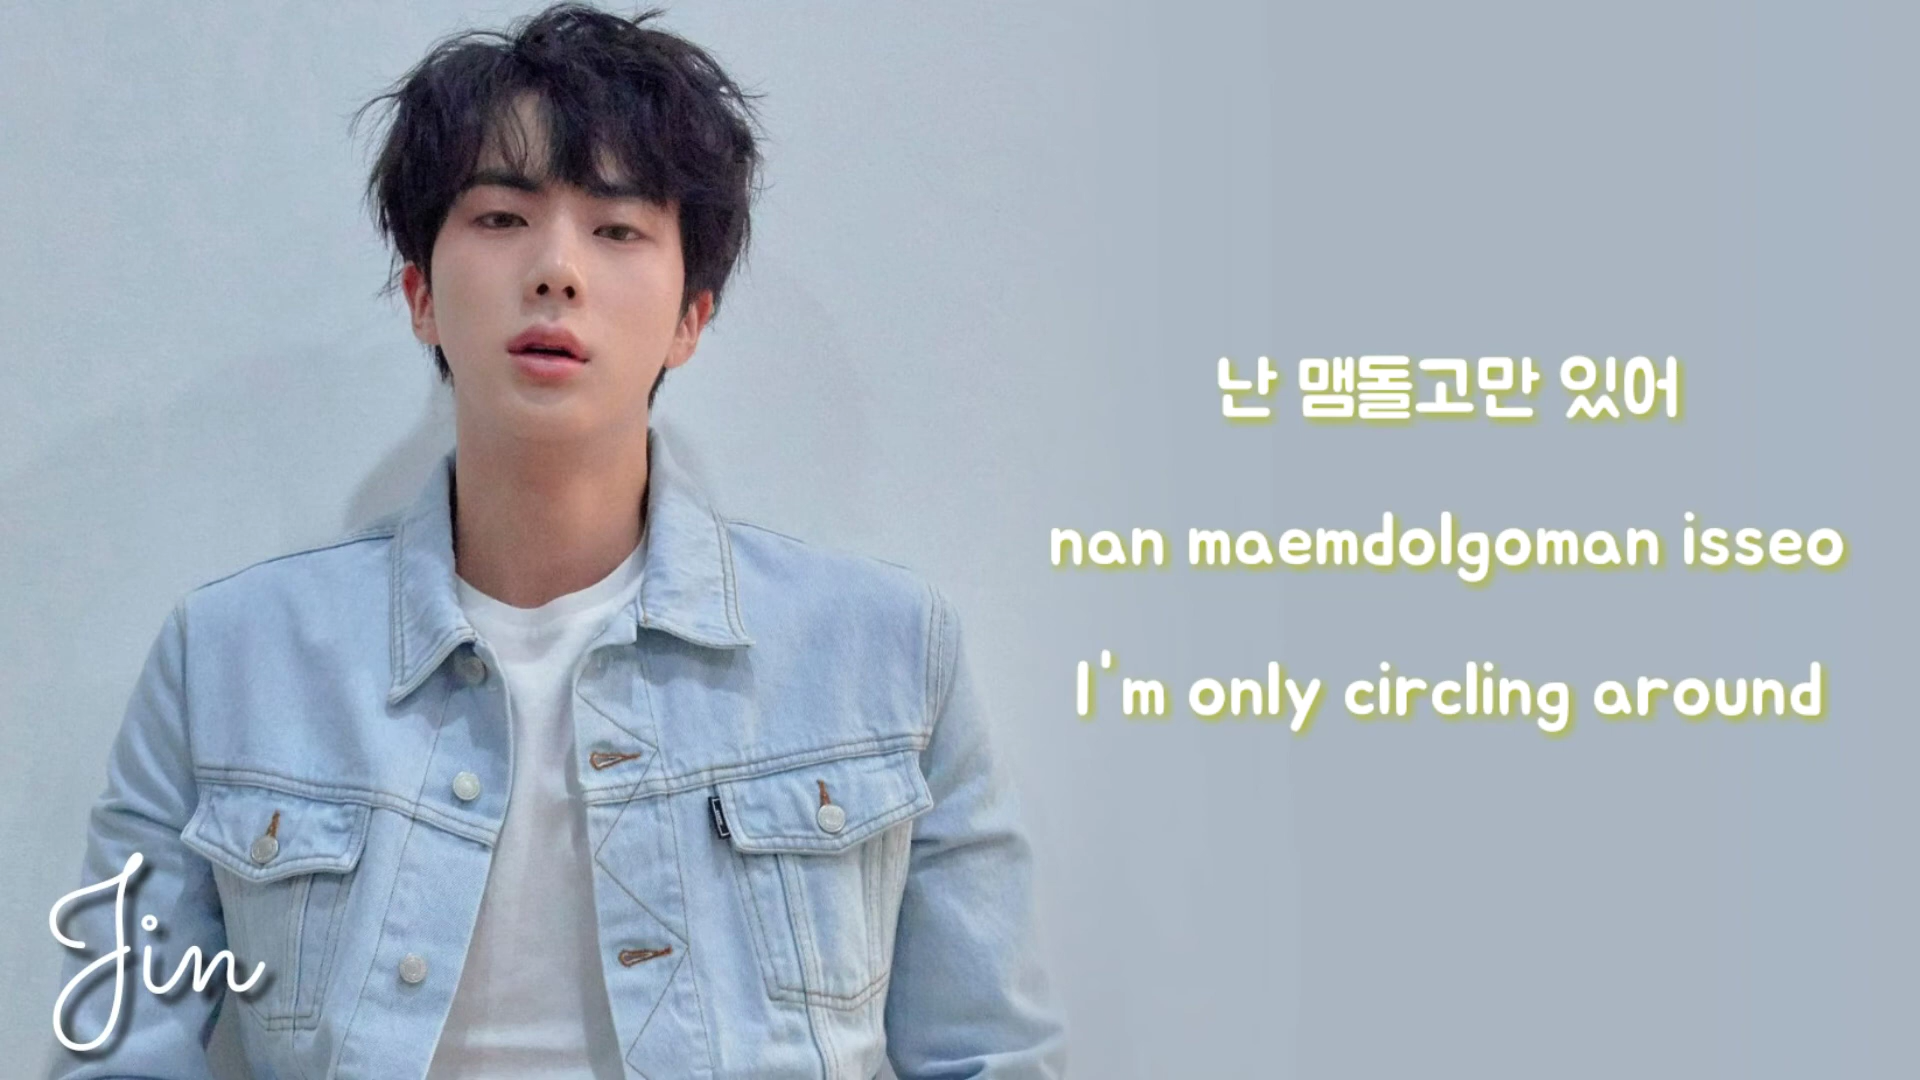 난 맴돌고만 있어
nan maemdolgoman isseo
I'm only circling around
Jin